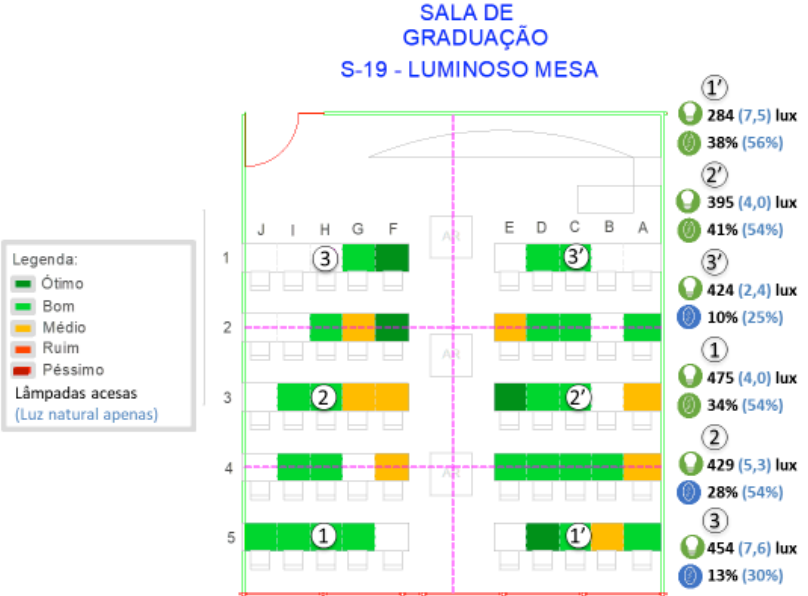 SALA DE
GRADUAÇÃO
S-19 - LUMINOSO MESA
1’
284 (7,5) lux
38% (56%)
2’
395 (4,0) lux
41% (54%)
3’
424 (2,4) lux
10% (25%)
1
475 (4,0) lux
34% (54%)
2
429 (5,3) lux
28% (54%)
3
454 (7,6) lux
13% (30%)
J I H G F AR E D C B A
1 3 3’
2
AR
3 2 2’
4 AR
5 1 1’
Legenda:
Ótimo
Bom
Médio
Ruim
Péssimo
Lâmpadas acesas
(Luz natural apenas)